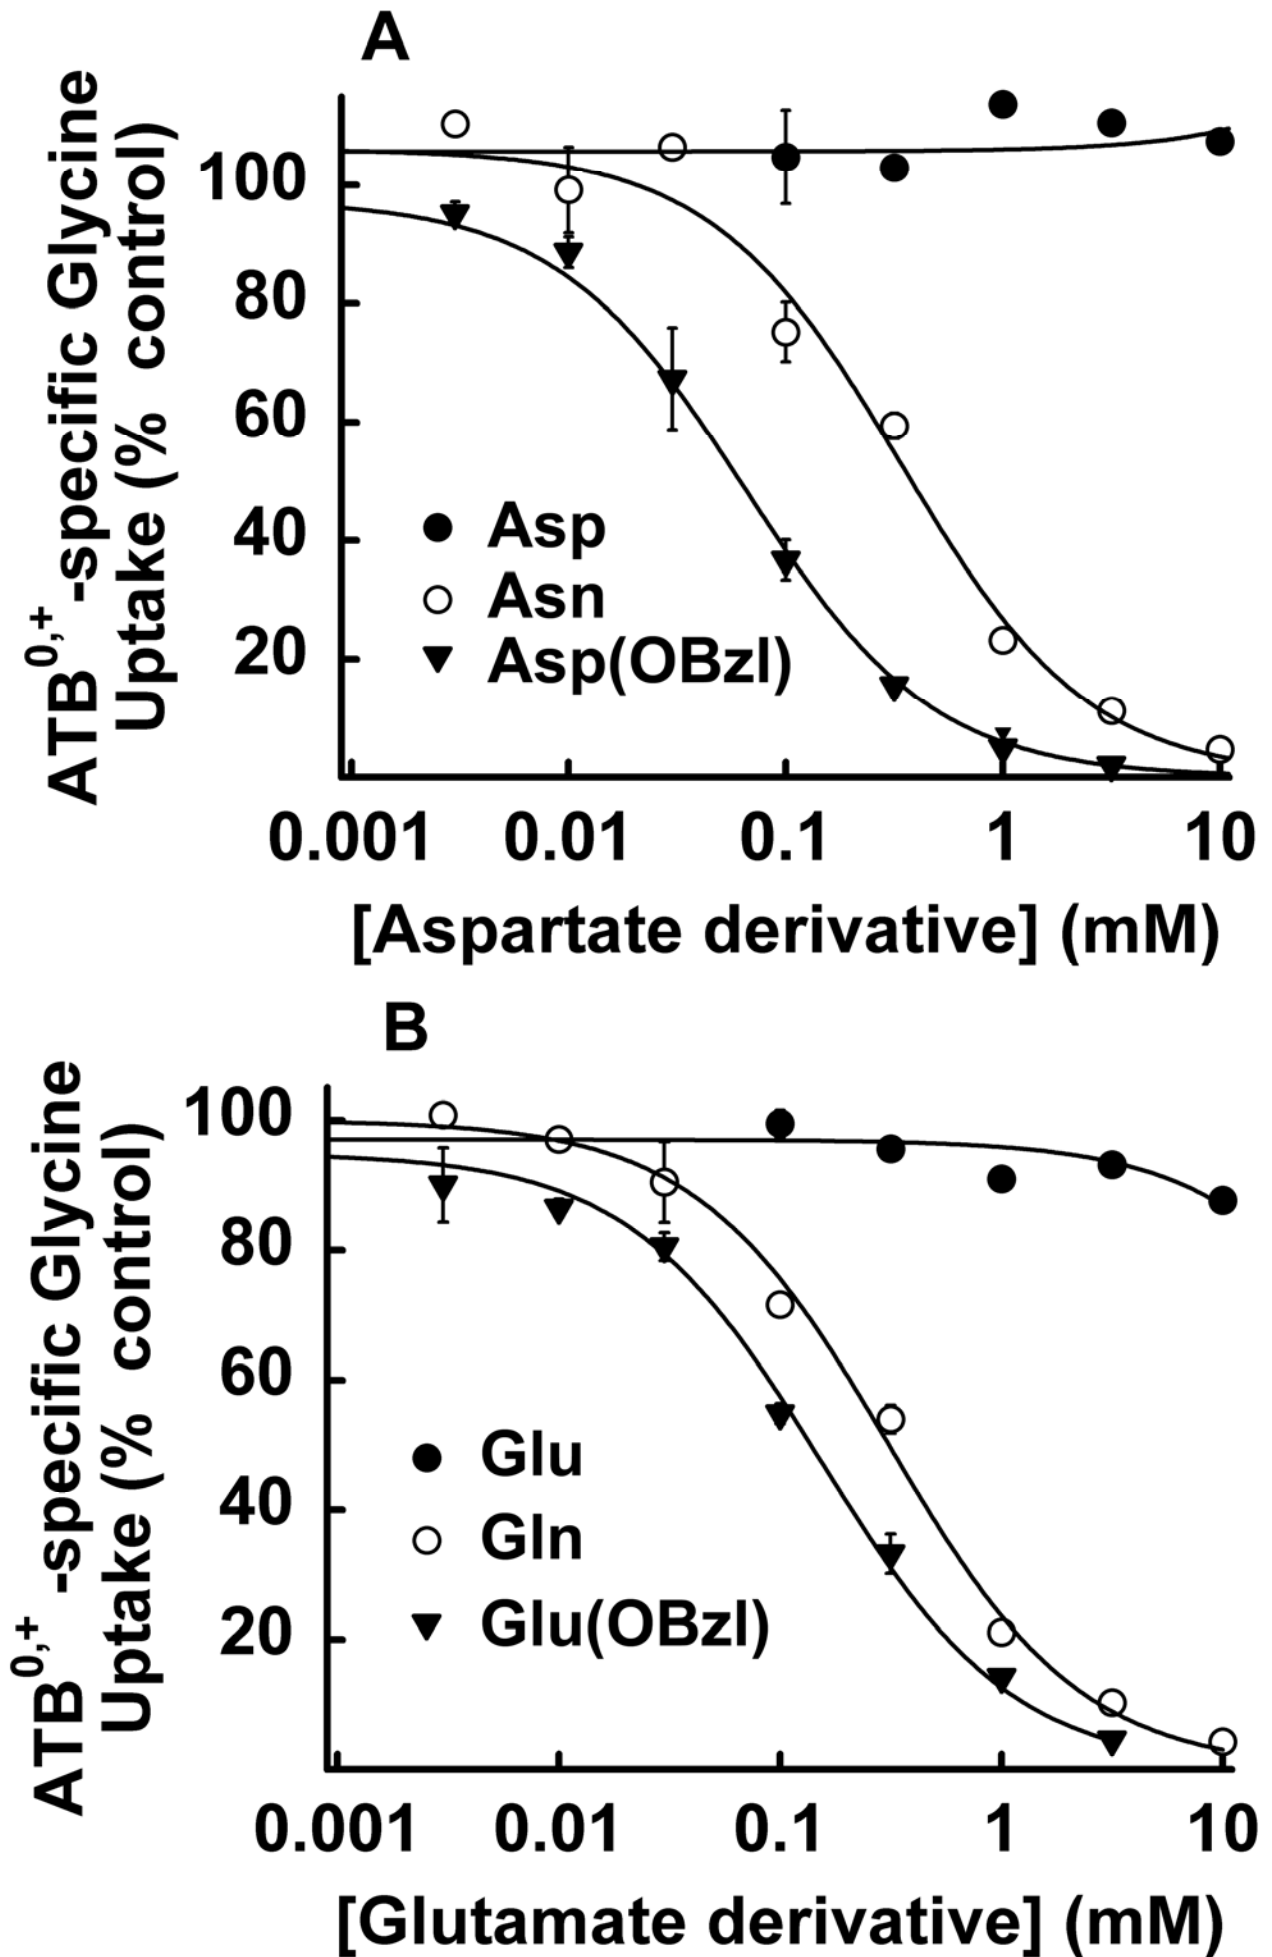 A
ATB0,+-specific Glycine
Uptake (% control)
100
80
60
40
20
Asp
Asn
Asp(OBzl)
0.001 0.01 0.1 1 10
[Aspartate derivative] (mM)
B
ATB0,+-specific Glycine
Uptake (% control)
100
80
60
40
20
Glu
Gln
Glu(OBzl)
0.001 0.01 0.1 1 10
[Glutamate derivative] (mM)